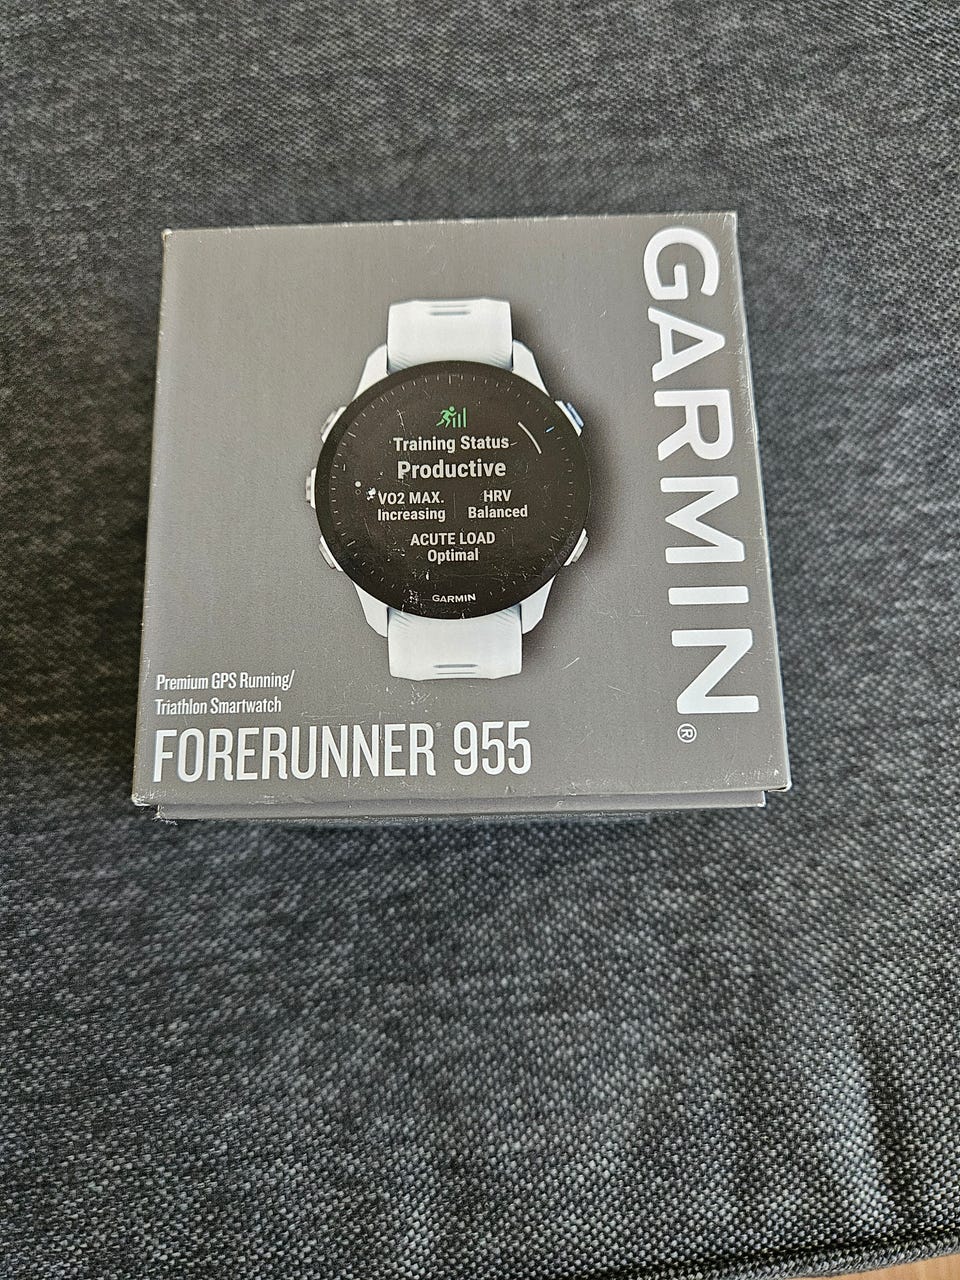 GARMIN®
Training Status
Productive
VO2 MAX.
Increasing
HRV
Balanced
ACUTE LOAD
Optimal
GARMIN
Premium GPS Running/
Triathlon Smartwatch
FORERUNNER 955